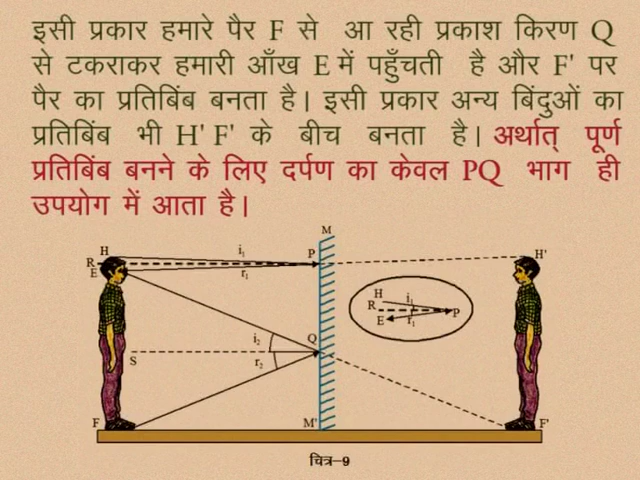 इसी प्रकार हमारे पैर F से आ रही प्रकाश किरण Q
से टकराकर हमारी आँख E में पहुँचती है और F' पर
पैर का प्रतिबिंब बनता है। इसी प्रकार अन्य बिंदुओं का
प्रतिबिंब भी H' F' के बीच बनता है। अर्थात् पूर्ण
प्रतिबिंब बनने के लिए दर्पण का केवल PQ भाग ही
उपयोग में आता है।
M
H i₁ P H'
R
E r₁
H i₁
R P
E r₁
Q
i₂
S r₂
F M' F'
चित्र-9